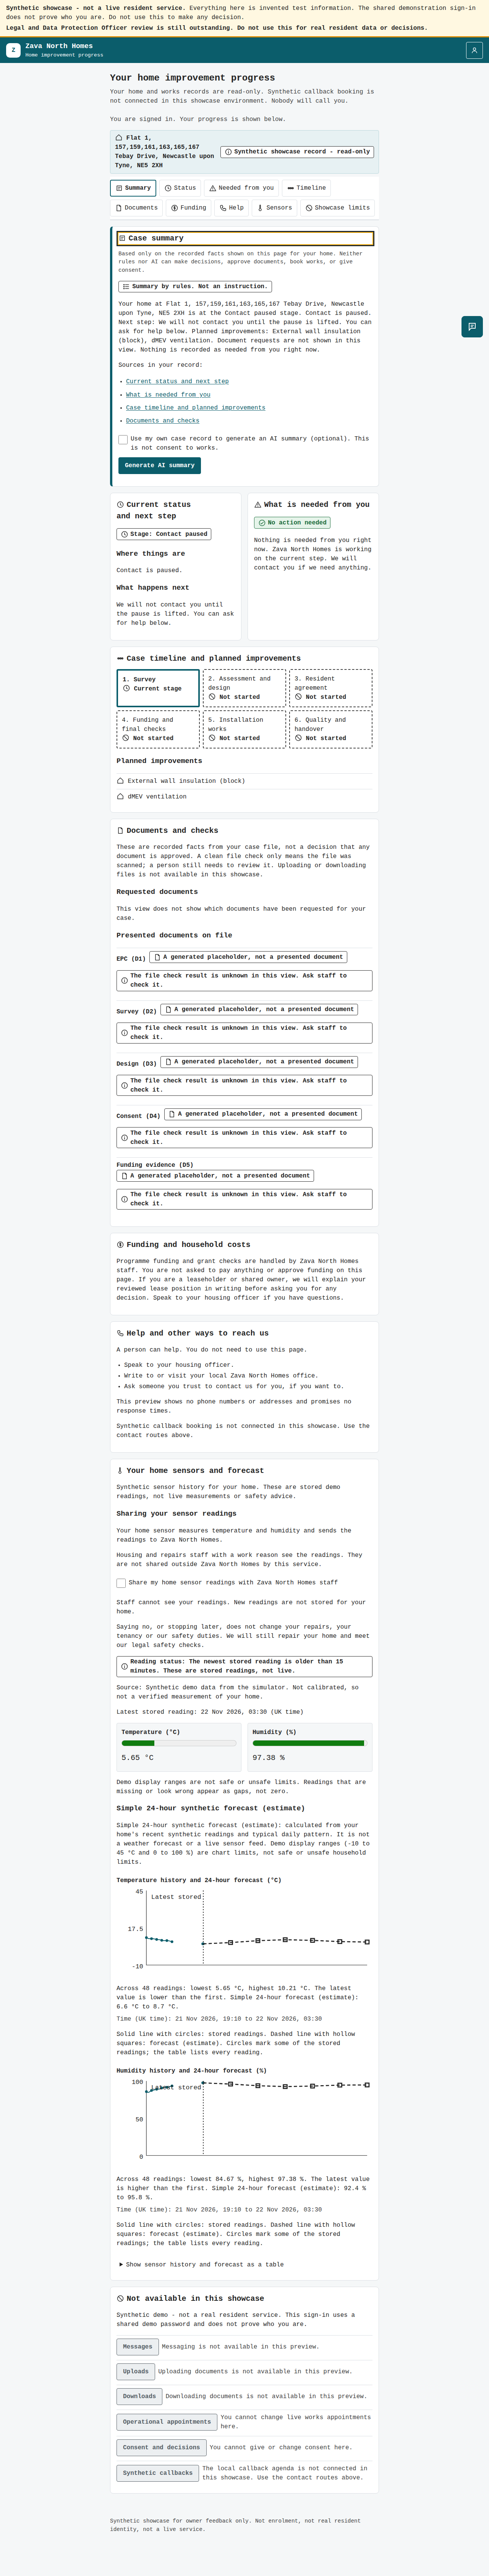 Synthetic showcase - not a live resident service. Everything here is invented test information. The shared demonstration sign-in
does not prove who you are. Do not use this to make any decision.
Legal and Data Protection Officer review is still outstanding. Do not use this for real resident data or decisions.
Z
Zava North Homes
Home improvement progress
Your home improvement progress
Your home and works records are read-only. Synthetic callback booking is
not connected in this showcase environment. Nobody will call you.
You are signed in. Your progress is shown below.
Flat 1,
157,159,161,163,165,167
Tebay Drive, Newcastle upon
Tyne, NE5 2XH
Synthetic showcase record - read-only
Summary
Status
Needed from you
Timeline
Documents
Funding
Help
Sensors
Showcase limits
Case summary
Based only on the recorded facts shown on this page for your home. Neither
rules nor AI can make decisions, approve documents, book works, or give
consent.
Summary by rules. Not an instruction.
Your home at Flat 1, 157,159,161,163,165,167 Tebay Drive, Newcastle
upon Tyne, NE5 2XH is at the Contact paused stage. Contact is paused.
Next step: We will not contact you until the pause is lifted. You can
ask for help below. Planned improvements: External wall insulation
(block), dMEV ventilation. Document requests are not shown in this
view. Nothing is recorded as needed from you right now.
Sources in your record:
• Current status and next step
• What is needed from you
• Case timeline and planned improvements
• Documents and checks
Use my own case record to generate an AI summary (optional). This
is not consent to works.
Generate AI summary
Current status
and next step
Stage: Contact paused
Where things are
Contact is paused.
What happens next
We will not contact you until
the pause is lifted. You can ask
for help below.
What is needed from you
No action needed
Nothing is needed from you right
now. Zava North Homes is working
on the current step. We will
contact you if we need anything.
Case timeline and planned improvements
1. Survey
Current stage
2. Assessment and
design
Not started
3. Resident
agreement
Not started
4. Funding and
final checks
Not started
5. Installation
works
Not started
6. Quality and
handover
Not started
Planned improvements
External wall insulation (block)
dMEV ventilation
Documents and checks
These are recorded facts from your case file, not a decision that any
document is approved. A clean file check only means the file was
scanned; a person still needs to review it. Uploading or downloading
files is not available in this showcase.
Requested documents
This view does not show which documents have been requested for your
case.
Presented documents on file
EPC (D1)
A generated placeholder, not a presented document
The file check result is unknown in this view. Ask staff to
check it.
Survey (D2)
A generated placeholder, not a presented document
The file check result is unknown in this view. Ask staff to
check it.
Design (D3)
A generated placeholder, not a presented document
The file check result is unknown in this view. Ask staff to
check it.
Consent (D4)
A generated placeholder, not a presented document
The file check result is unknown in this view. Ask staff to
check it.
Funding evidence (D5)
A generated placeholder, not a presented document
The file check result is unknown in this view. Ask staff to
check it.
Funding and household costs
Programme funding and grant checks are handled by Zava North Homes
staff. You are not asked to pay anything or approve funding on this
page. If you are a leaseholder or shared owner, we will explain your
reviewed lease position in writing before asking you for any
decision. Speak to your housing officer if you have questions.
Help and other ways to reach us
A person can help. You do not need to use this page.
• Speak to your housing officer.
• Write to or visit your local Zava North Homes office.
• Ask someone you trust to contact us for you, if you want to.
This preview shows no phone numbers or addresses and promises no
response times.
Synthetic callback booking is not connected in this showcase. Use the
contact routes above.
Your home sensors and forecast
Synthetic sensor history for your home. These are stored demo
readings, not live measurements or safety advice.
Sharing your sensor readings
Your home sensor measures temperature and humidity and sends the
readings to Zava North Homes.
Housing and repairs staff with a work reason see the readings. They
are not shared outside Zava North Homes by this service.
Share my home sensor readings with Zava North Homes staff
Staff cannot see your readings. New readings are not stored for your
home.
Saying no, or stopping later, does not change your repairs, your
tenancy or our safety duties. We will still repair your home and meet
our legal safety checks.
Reading status: The newest stored reading is older than 15
minutes. These are stored readings, not live.
Source: Synthetic demo data from the simulator. Not calibrated, so
not a verified measurement of your home.
Latest stored reading: 22 Nov 2026, 03:30 (UK time)
Temperature (°C)
5.65 °C
Humidity (%)
97.38 %
Demo display ranges are not safe or unsafe limits. Readings that are
missing or look wrong appear as gaps, not zero.
Simple 24-hour synthetic forecast (estimate)
Simple 24-hour synthetic forecast (estimate): calculated from your
home's recent synthetic readings and typical daily pattern. It is not
a weather forecast or a live sensor feed. Demo display ranges (-10 to
45 °C and 0 to 100 %) are chart limits, not safe or unsafe household
limits.
Temperature history and 24-hour forecast (°C)
45
Latest stored
17.5
-10
Across 48 readings: lowest 5.65 °C, highest 10.21 °C. The latest
value is lower than the first. Simple 24-hour forecast (estimate):
6.6 °C to 8.7 °C.
Time (UK time): 21 Nov 2026, 19:10 to 22 Nov 2026, 03:30
Solid line with circles: stored readings. Dashed line with hollow
squares: forecast (estimate). Circles mark some of the stored
readings; the table lists every reading.
Humidity history and 24-hour forecast (%)
100
Latest stored
50
0
Across 48 readings: lowest 84.67 %, highest 97.38 %. The latest value
is higher than the first. Simple 24-hour forecast (estimate): 92.4 %
to 95.8 %.
Time (UK time): 21 Nov 2026, 19:10 to 22 Nov 2026, 03:30
Solid line with circles: stored readings. Dashed line with hollow
squares: forecast (estimate). Circles mark some of the stored
readings; the table lists every reading.
Show sensor history and forecast as a table
Not available in this showcase
Synthetic demo - not a real resident service. This sign-in uses a
shared demo password and does not prove who you are.
Messages
Messaging is not available in this preview.
Uploads
Uploading documents is not available in this preview.
Downloads
Downloading documents is not available in this preview.
Operational appointments
You cannot change live works appointments
here.
Consent and decisions
You cannot give or change consent here.
Synthetic callbacks
The local callback agenda is not connected in
this showcase. Use the contact routes above.
Synthetic showcase for owner feedback only. Not enrolment, not real resident
identity, not a live service.